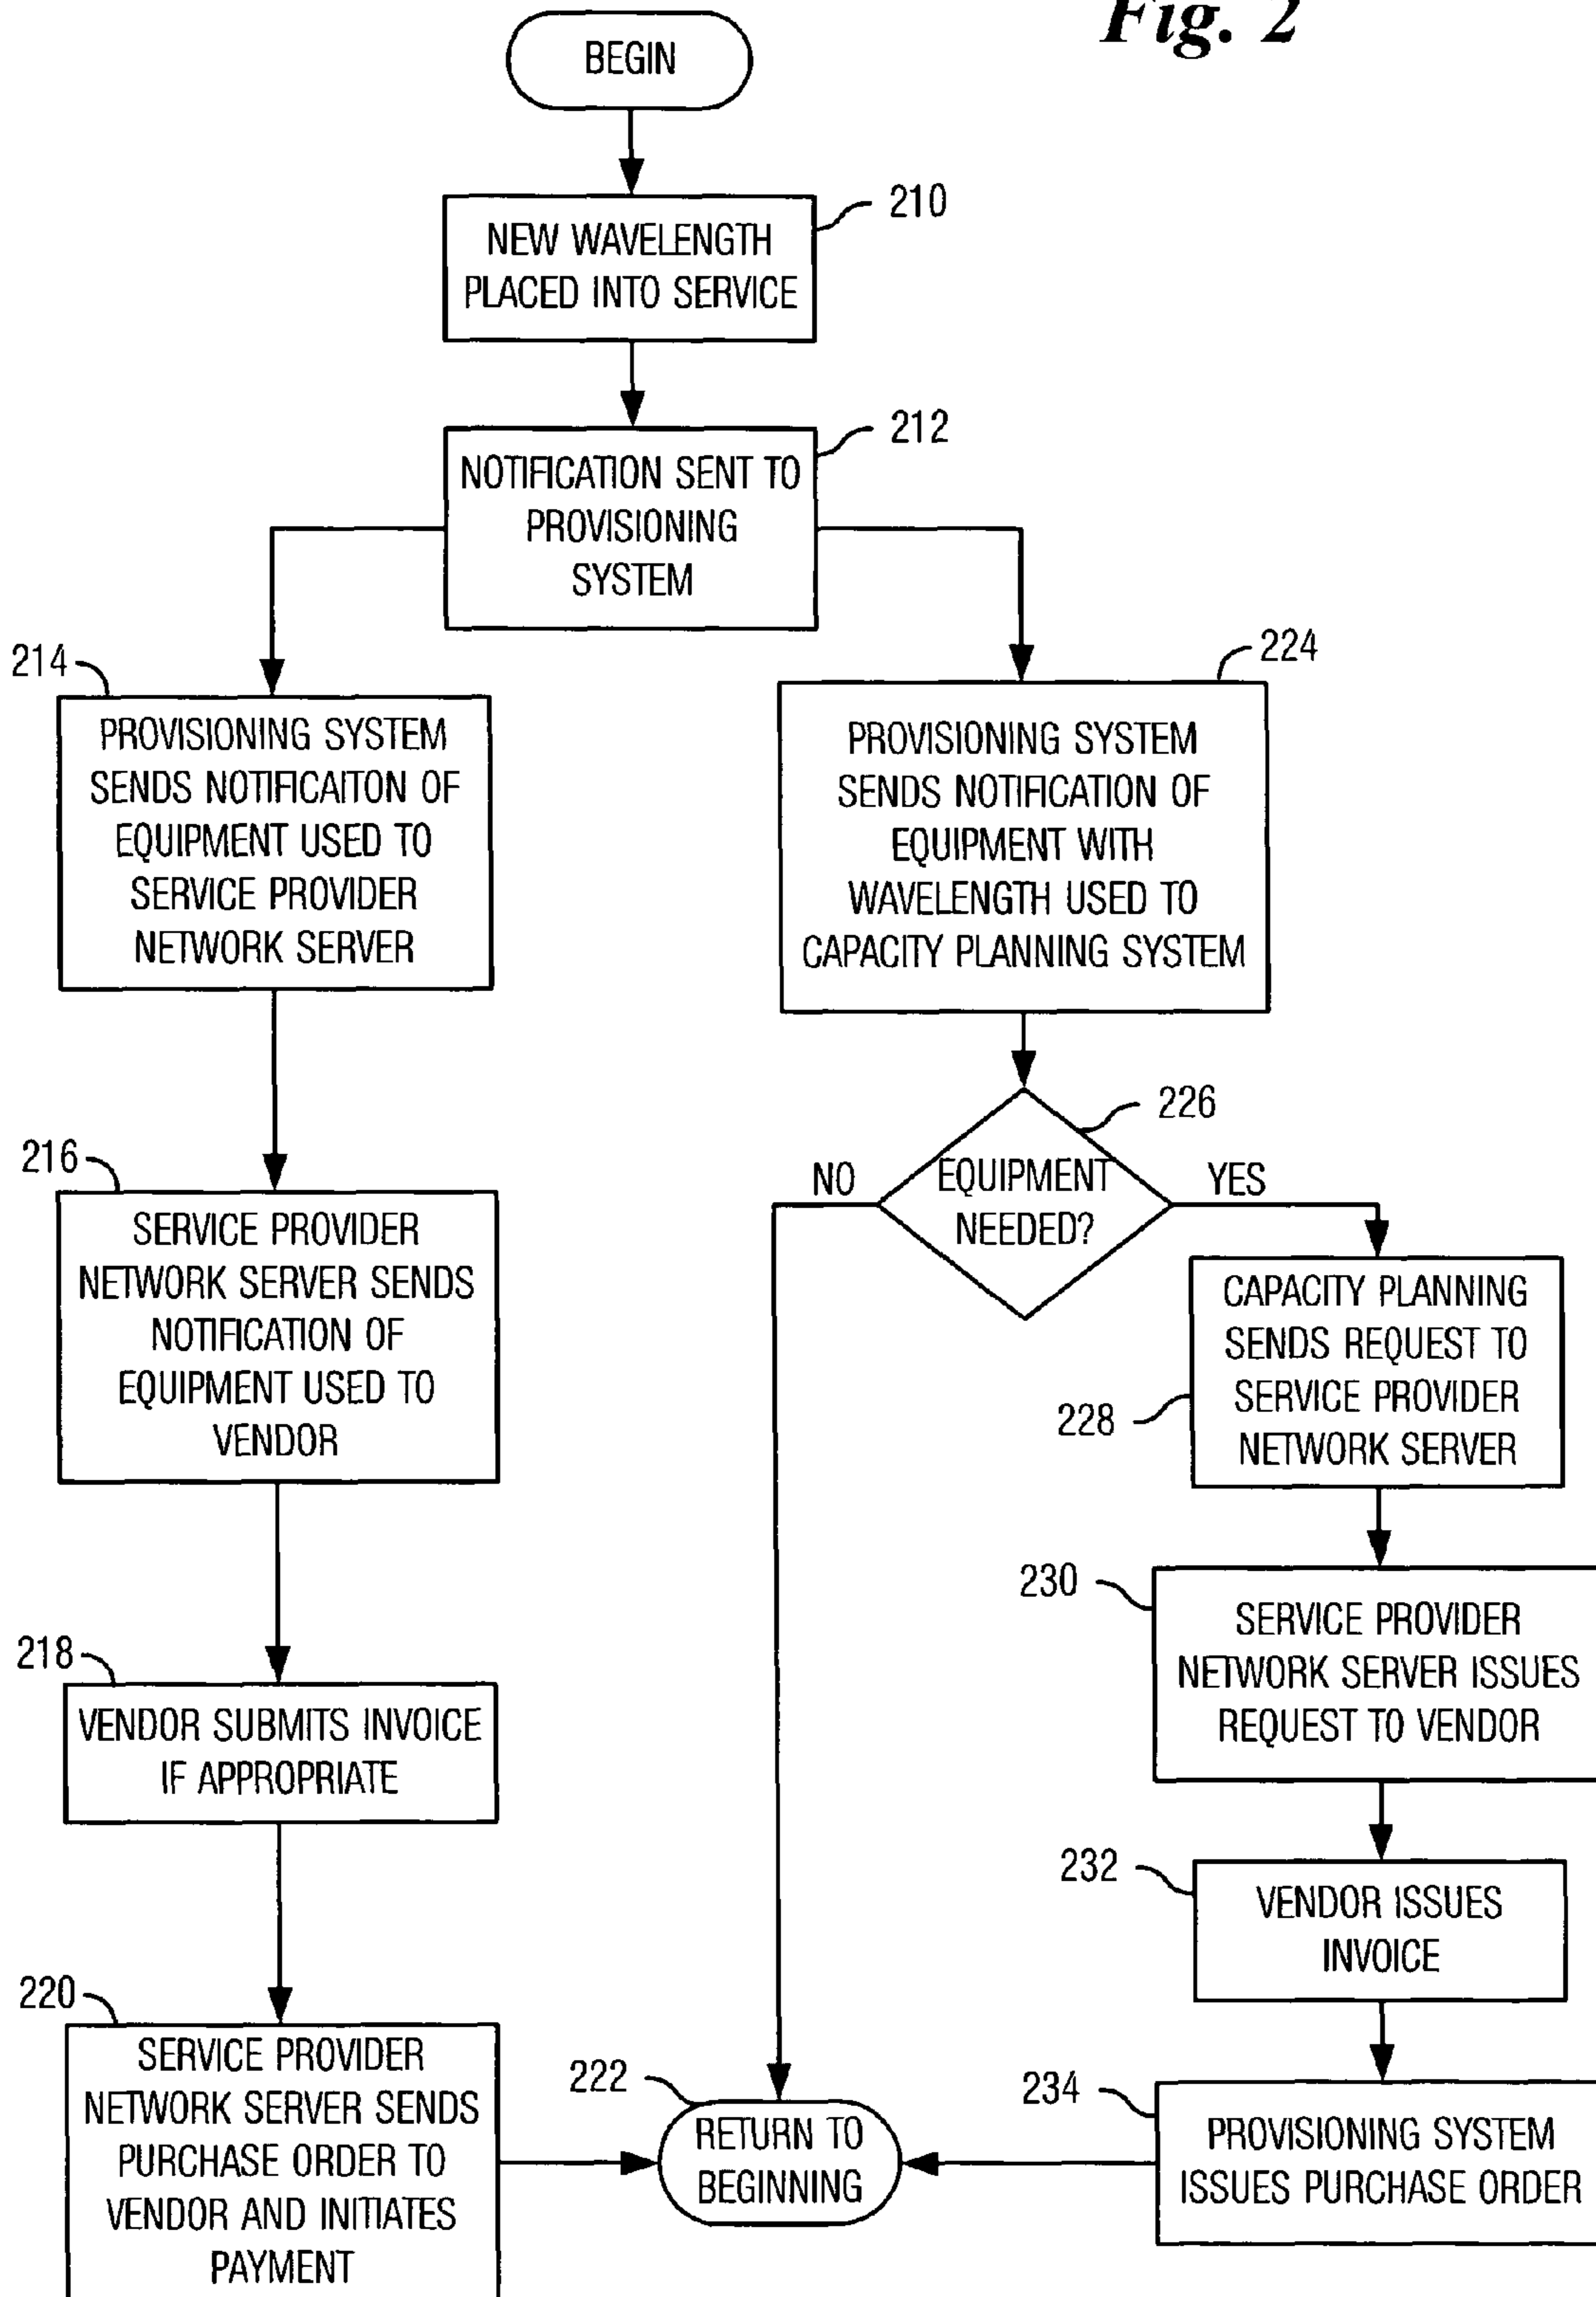 Fig. 2
BEGIN
210
NEW WAVELENGTH
PLACED INTO SERVICE
212
NOTIFICATION SENT TO
PROVISIONING
SYSTEM
214
PROVISIONING SYSTEM
SENDS NOTIFICAITON OF
EQUIPMENT USED TO
SERVICE PROVIDER
NETWORK SERVER
224
PROVISIONING SYSTEM
SENDS NOTIFICATION OF
EQUIPMENT WITH
WAVELENGTH USED TO
CAPACITY PLANNING SYSTEM
226
NO
EQUIPMENT
NEEDED?
YES
216
SERVICE PROVIDER
NETWORK SERVER SENDS
NOTIFICATION OF
EQUIPMENT USED TO
VENDOR
228
CAPACITY PLANNING
SENDS REQUEST TO
SERVICE PROVIDER
NETWORK SERVER
230
SERVICE PROVIDER
NETWORK SERVER ISSUES
REQUEST TO VENDOR
218
VENDOR SUBMITS INVOICE
IF APPROPRIATE
232
VENDOR ISSUES
INVOICE
220
SERVICE PROVIDER
NETWORK SERVER SENDS
PURCHASE ORDER TO
VENDOR AND INITIATES
PAYMENT
222
RETURN TO
BEGINNING
234
PROVISIONING SYSTEM
ISSUES PURCHASE ORDER